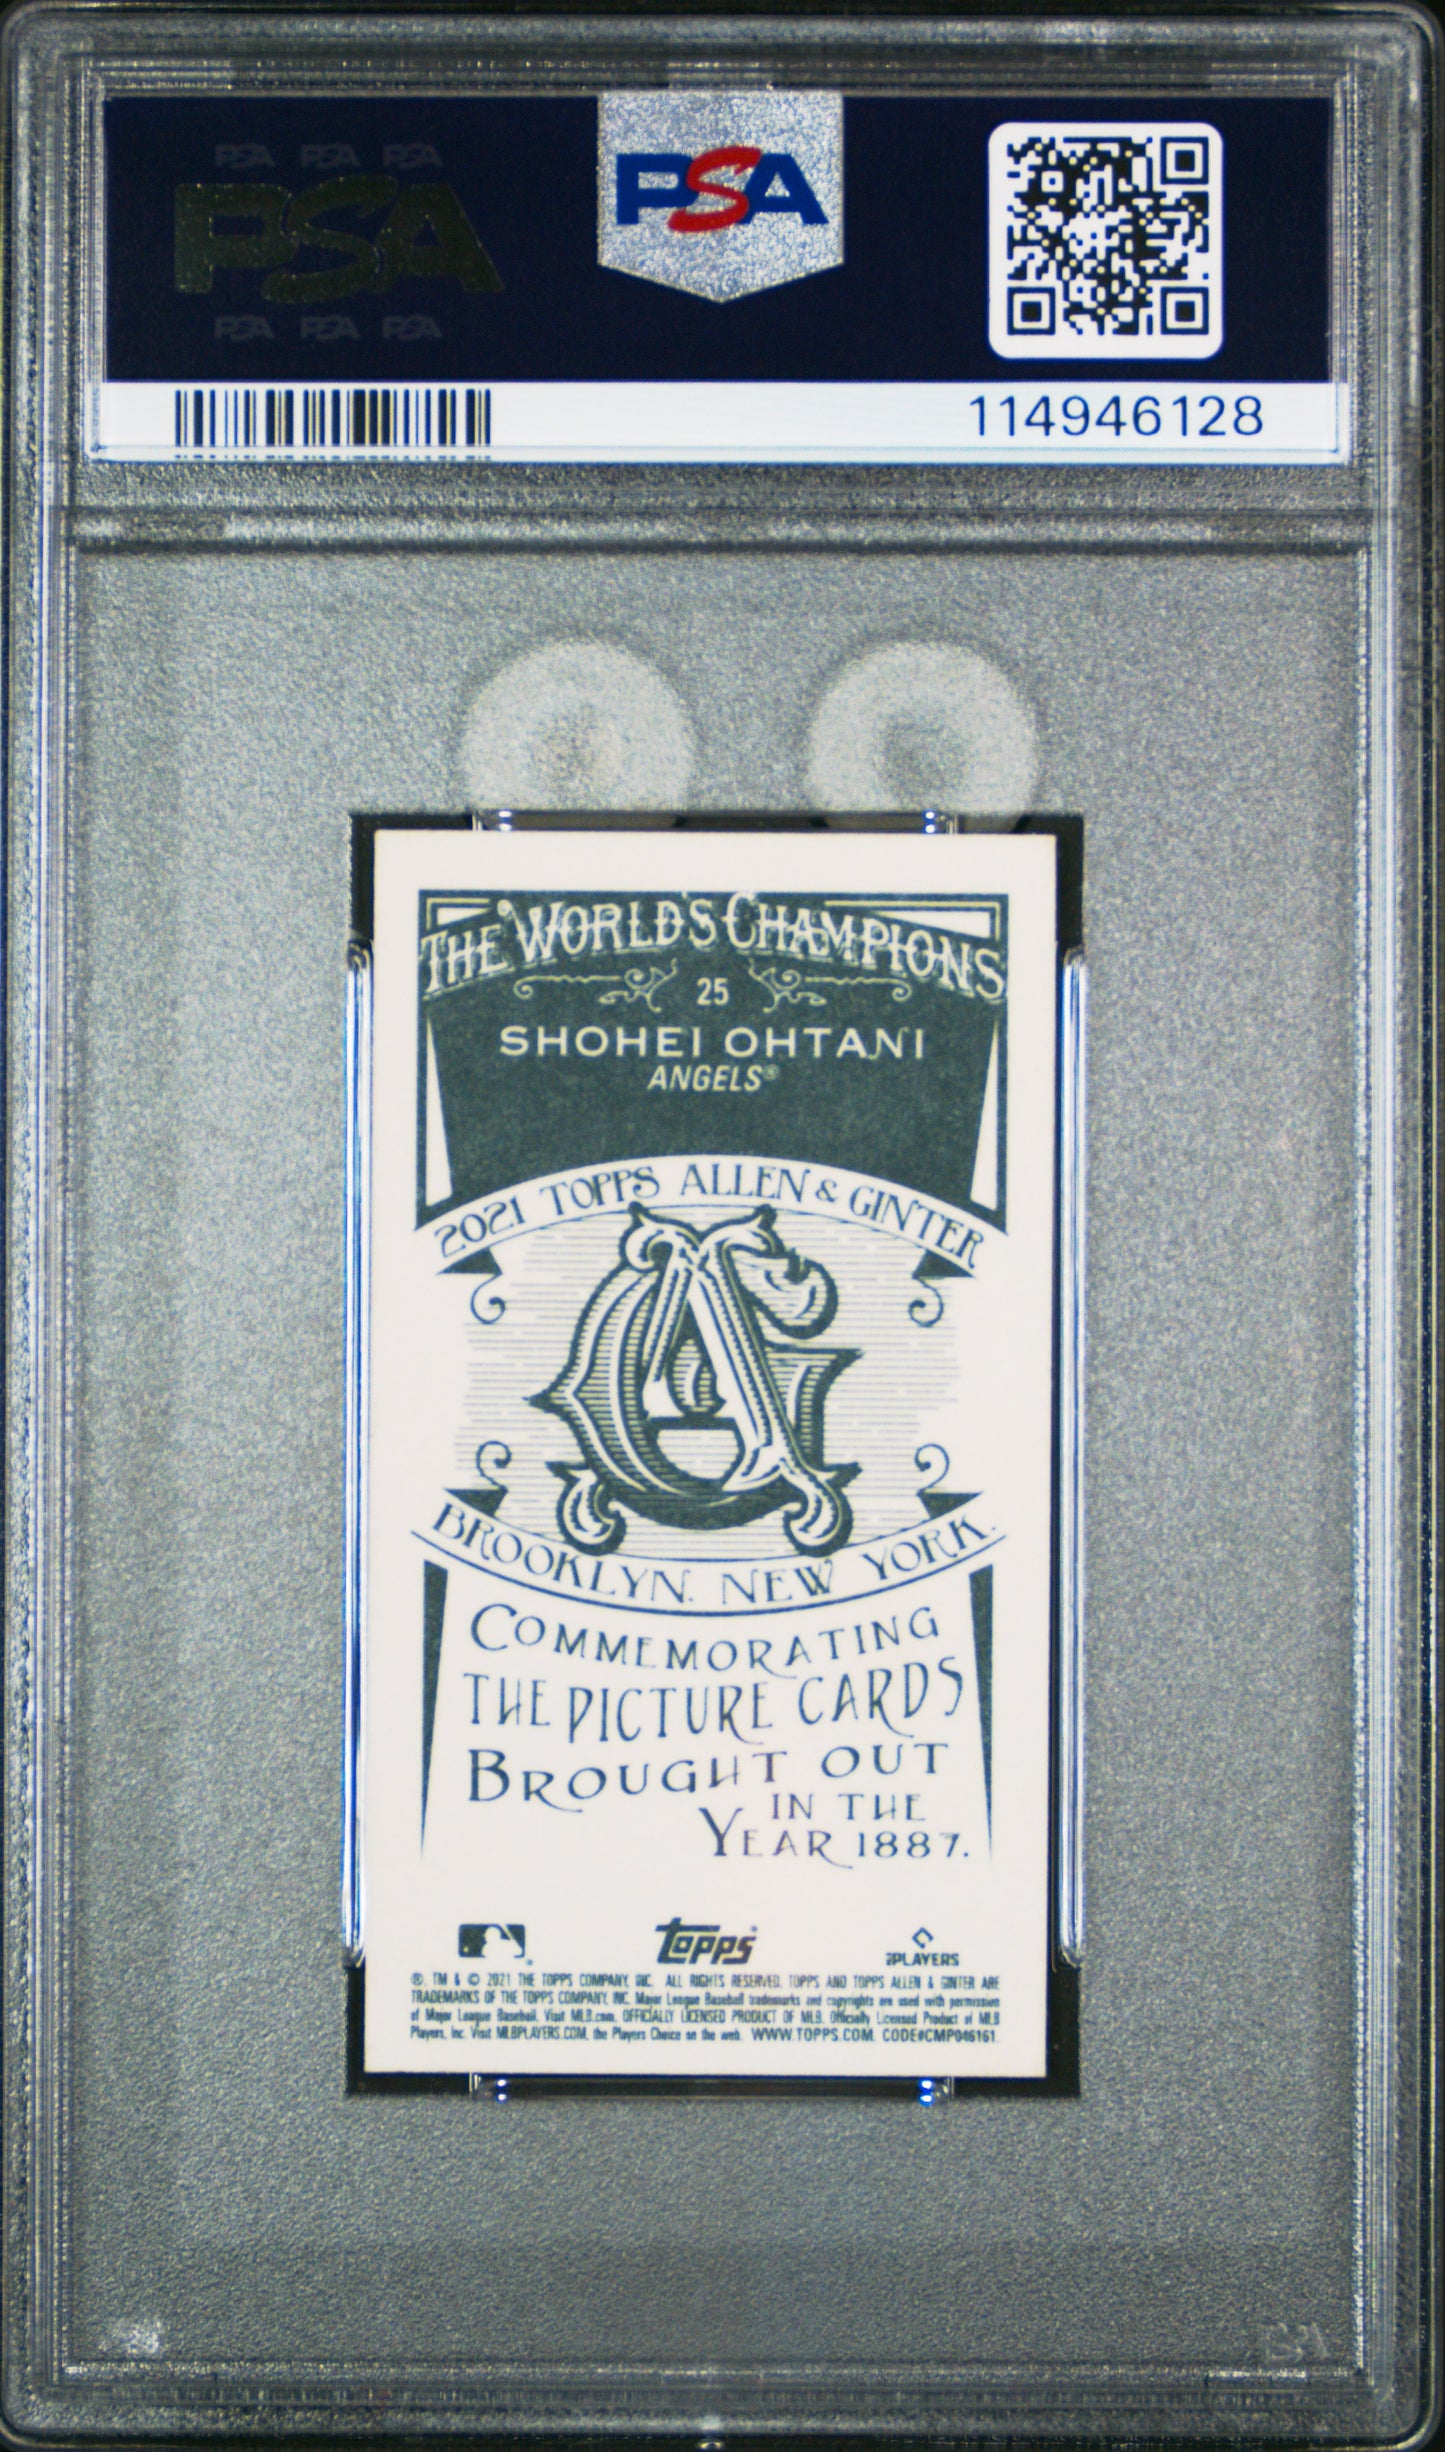 PSA PSA PSA
PSA
PSA PSA PSA
PSA
114946128
THE WORLD'S CHAMPIONS
25
SHOHEI OHTANI
ANGELS®
2021 TOPPS ALLEN & GINTER
AG
BROOKLYN. NEW YORK.
COMMEMORATING
THE PICTURE CARDS
BROUGHT OUT
IN THE
YEAR 1887.
topps
PLAYERS
®, TM & © 2021 THE TOPPS COMPANY, INC. ALL RIGHTS RESERVED. TOPPS AND TOPPS ALLEN & GINTER ARE
TRADEMARKS OF THE TOPPS COMPANY, INC. Major League Baseball trademarks and copyrights are used with permission
of Major League Baseball. Visit MLB.com. OFFICIALLY LICENSED PRODUCT OF MLB. Officially Licensed Product of MLB
Players, Inc. Visit MLBPLAYERS.COM, the Players Choice on the web. WWW.TOPPS.COM. CODE#CMP046161